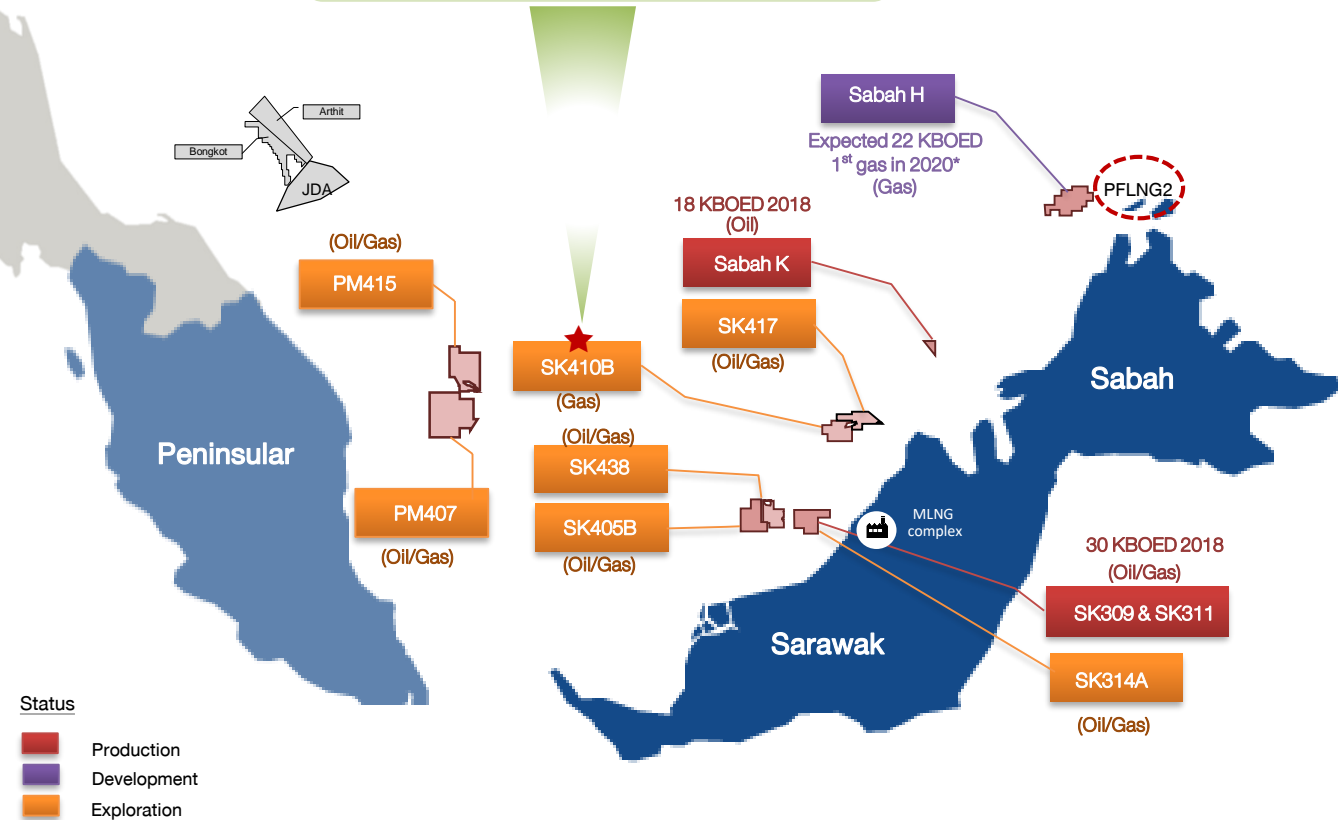 Arthit
Bongkot
JDA
Sabah H
Expected 22 KBOED
1st gas in 2020*
(Gas)
PFLNG2
18 KBOED 2018
(Oil)
Sabah K
(Oil/Gas)
PM415
SK417
(Oil/Gas)
SK410B
(Gas)
Sabah
(Oil/Gas)
SK438
Peninsular
PM407
(Oil/Gas)
SK405B
(Oil/Gas)
MLNG
complex
30 KBOED 2018
(Oil/Gas)
SK309 & SK311
Sarawak
SK314A
(Oil/Gas)
Status
Production
Development
Exploration